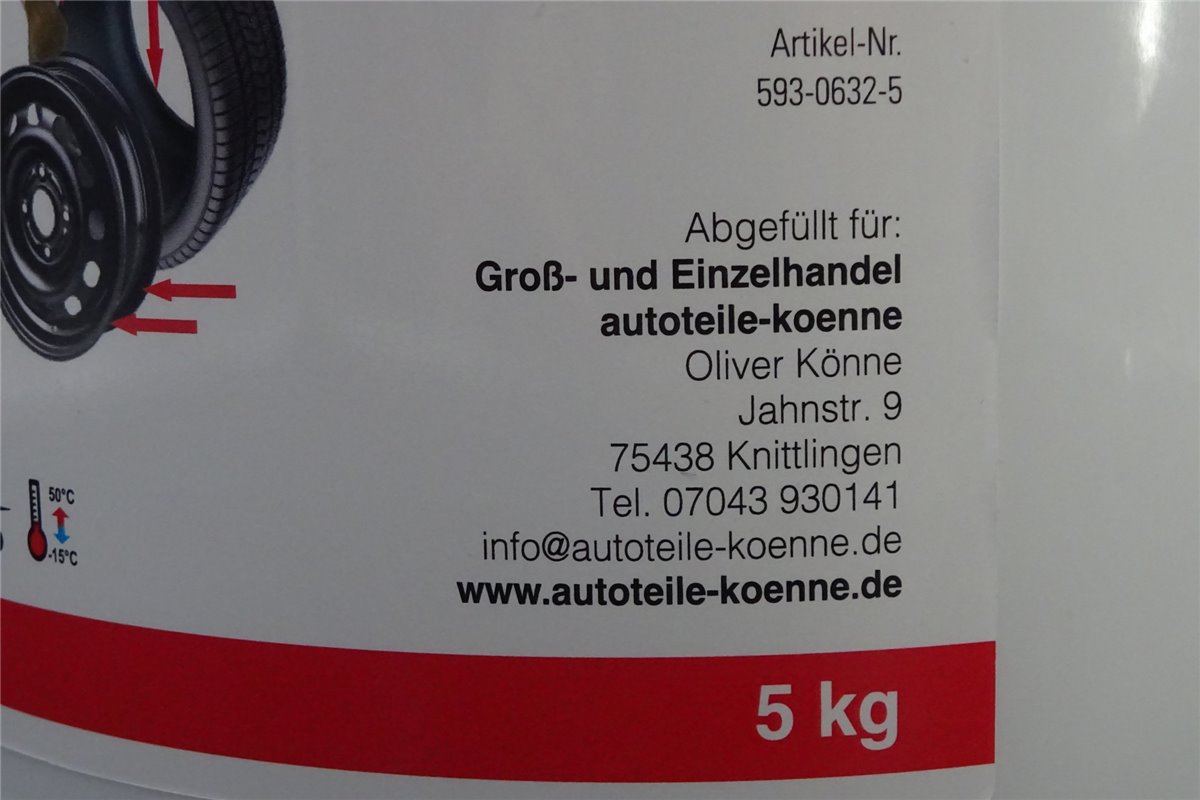 Artikel-Nr.
593-0632-5
Abgefüllt für:
Groß- und Einzelhandel
autoteile-koenne
Oliver Könne
Jahnstr. 9
75438 Knittlingen
Tel. 07043 930141
info@autoteile-koenne.de
www.autoteile-koenne.de
50°C
-15°C
5 kg